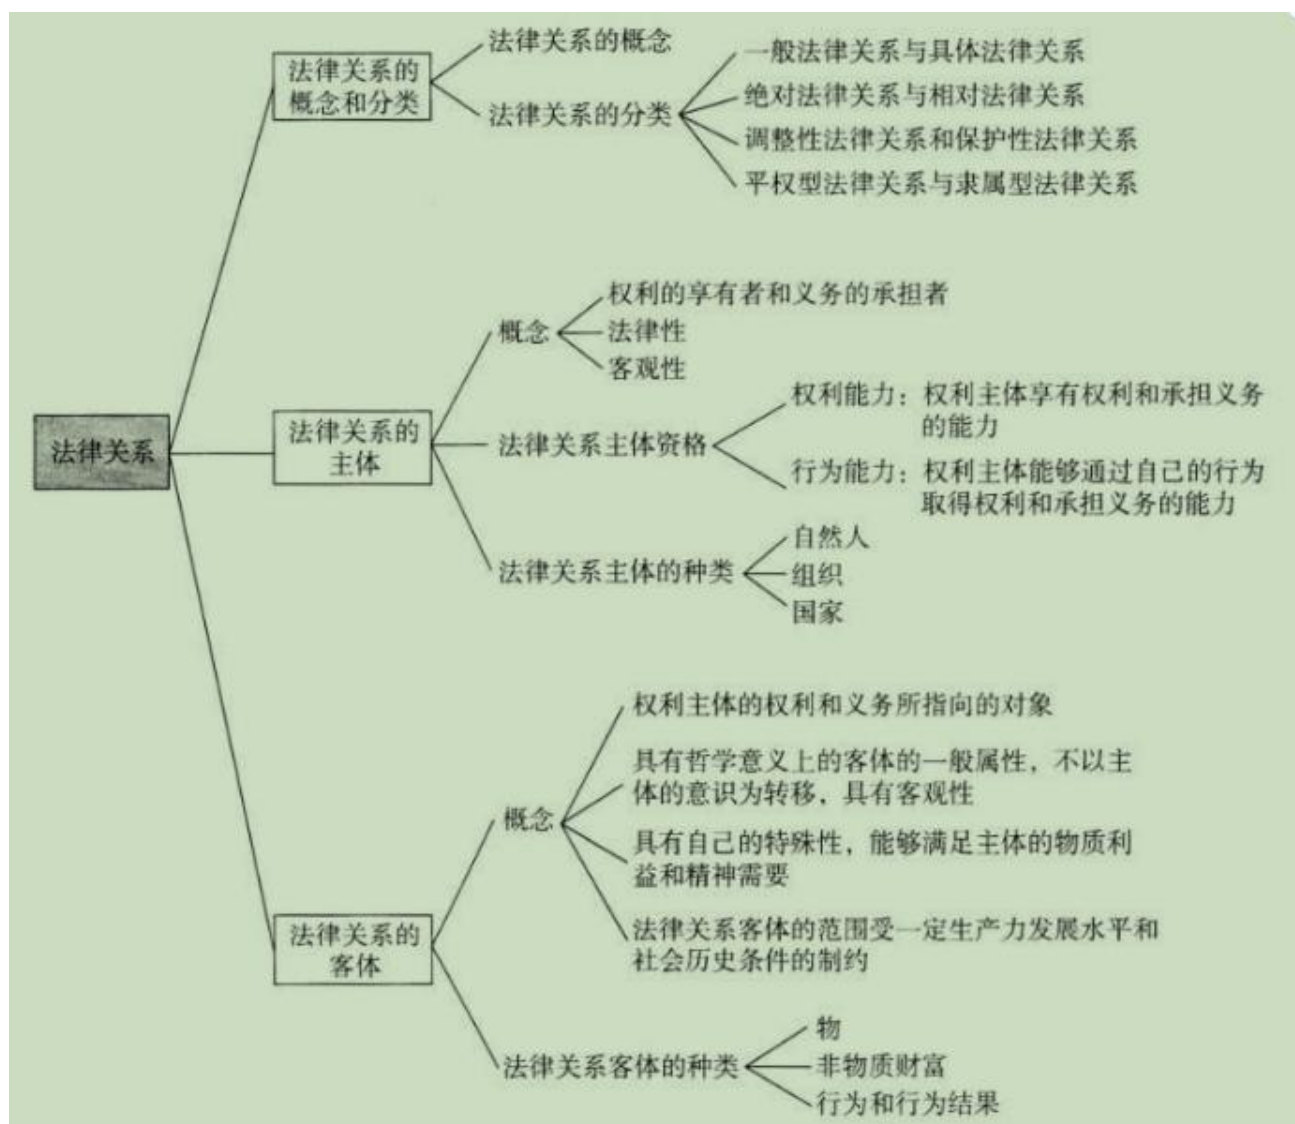 法律关系
法律关系的
概念和分类
法律关系的概念
法律关系的分类
一般法律关系与具体法律关系
绝对法律关系与相对法律关系
调整性法律关系和保护性法律关系
平权型法律关系与隶属型法律关系
法律关系的
主体
概念
权利的享有者和义务的承担者
法律性
客观性
法律关系主体资格
权利能力：权利主体享有权利和承担义务
的能力
行为能力：权利主体能够通过自己的行为
取得权利和承担义务的能力
法律关系主体的种类
自然人
组织
国家
法律关系的
客体
概念
权利主体的权利和义务所指向的对象
具有哲学意义上的客体的一般属性，不以主
体的意识为转移，具有客观性
具有自己的特殊性，能够满足主体的物质利
益和精神需要
法律关系客体的范围受一定生产力发展水平和
社会历史条件的制约
法律关系客体的种类
物
非物质财富
行为和行为结果